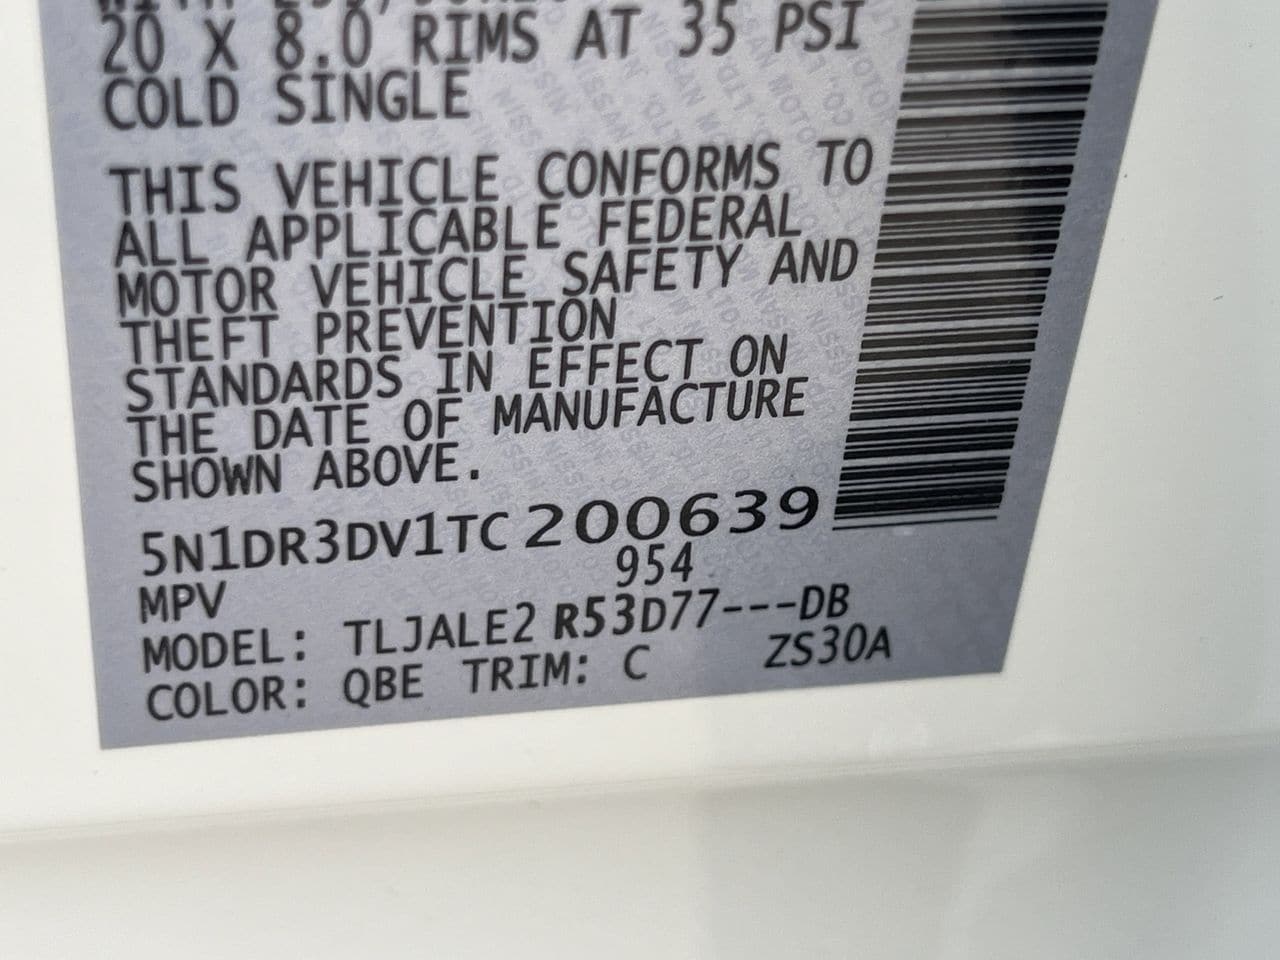 20 X 8.0 RIMS AT 35 PSI
COLD SINGLE
THIS VEHICLE CONFORMS TO
ALL APPLICABLE FEDERAL
MOTOR VEHICLE SAFETY AND
THEFT PREVENTION
STANDARDS IN EFFECT ON
THE DATE OF MANUFACTURE
SHOWN ABOVE.
5N1DR3DV1TC200639
954
MPV
MODEL: TLJALE2 R53D77---DB
COLOR: QBE TRIM: C ZS30A